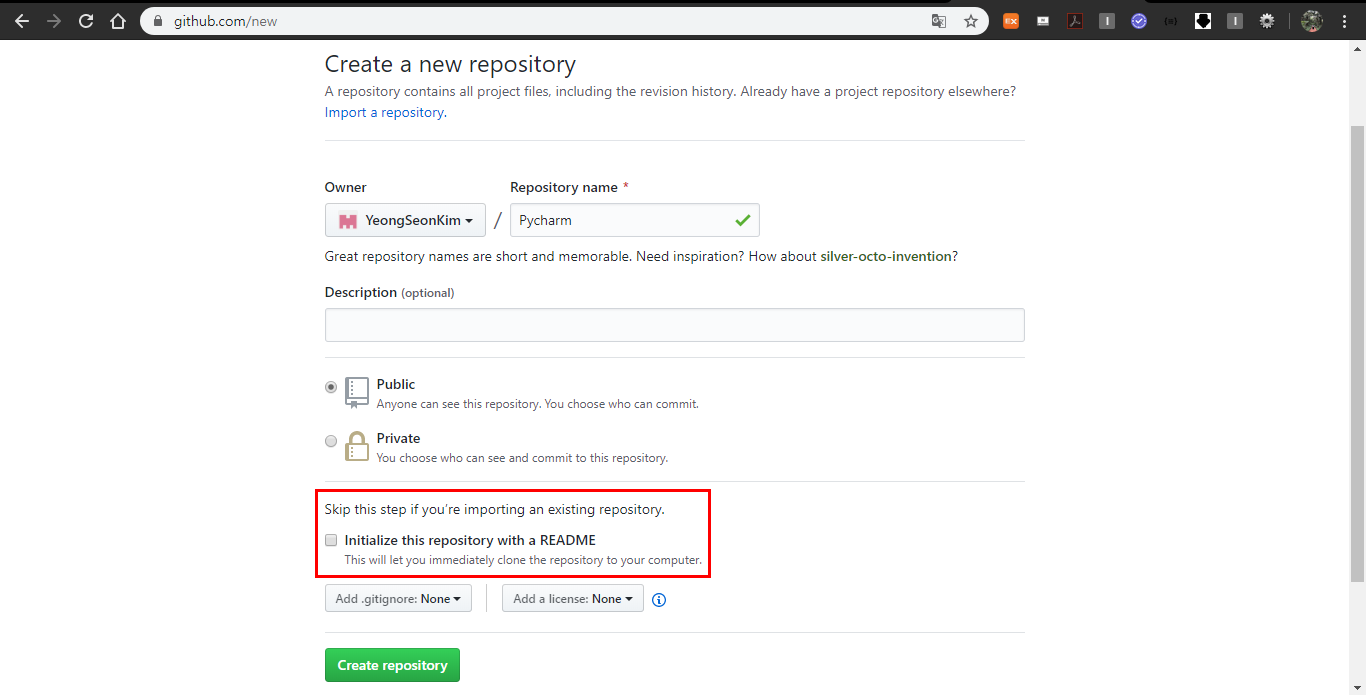 github.com/new
Create a new repository
A repository contains all project files, including the revision history. Already have a project repository elsewhere?
Import a repository.
Owner
Repository name *
YeongSeonKim / Pycharm
Great repository names are short and memorable. Need inspiration? How about silver-octo-invention?
Description (optional)
Public
Anyone can see this repository. You choose who can commit.
Private
You choose who can see and commit to this repository.
Skip this step if you’re importing an existing repository.
Initialize this repository with a README
This will let you immediately clone the repository to your computer.
Add .gitignore: None
Add a license: None
Create repository